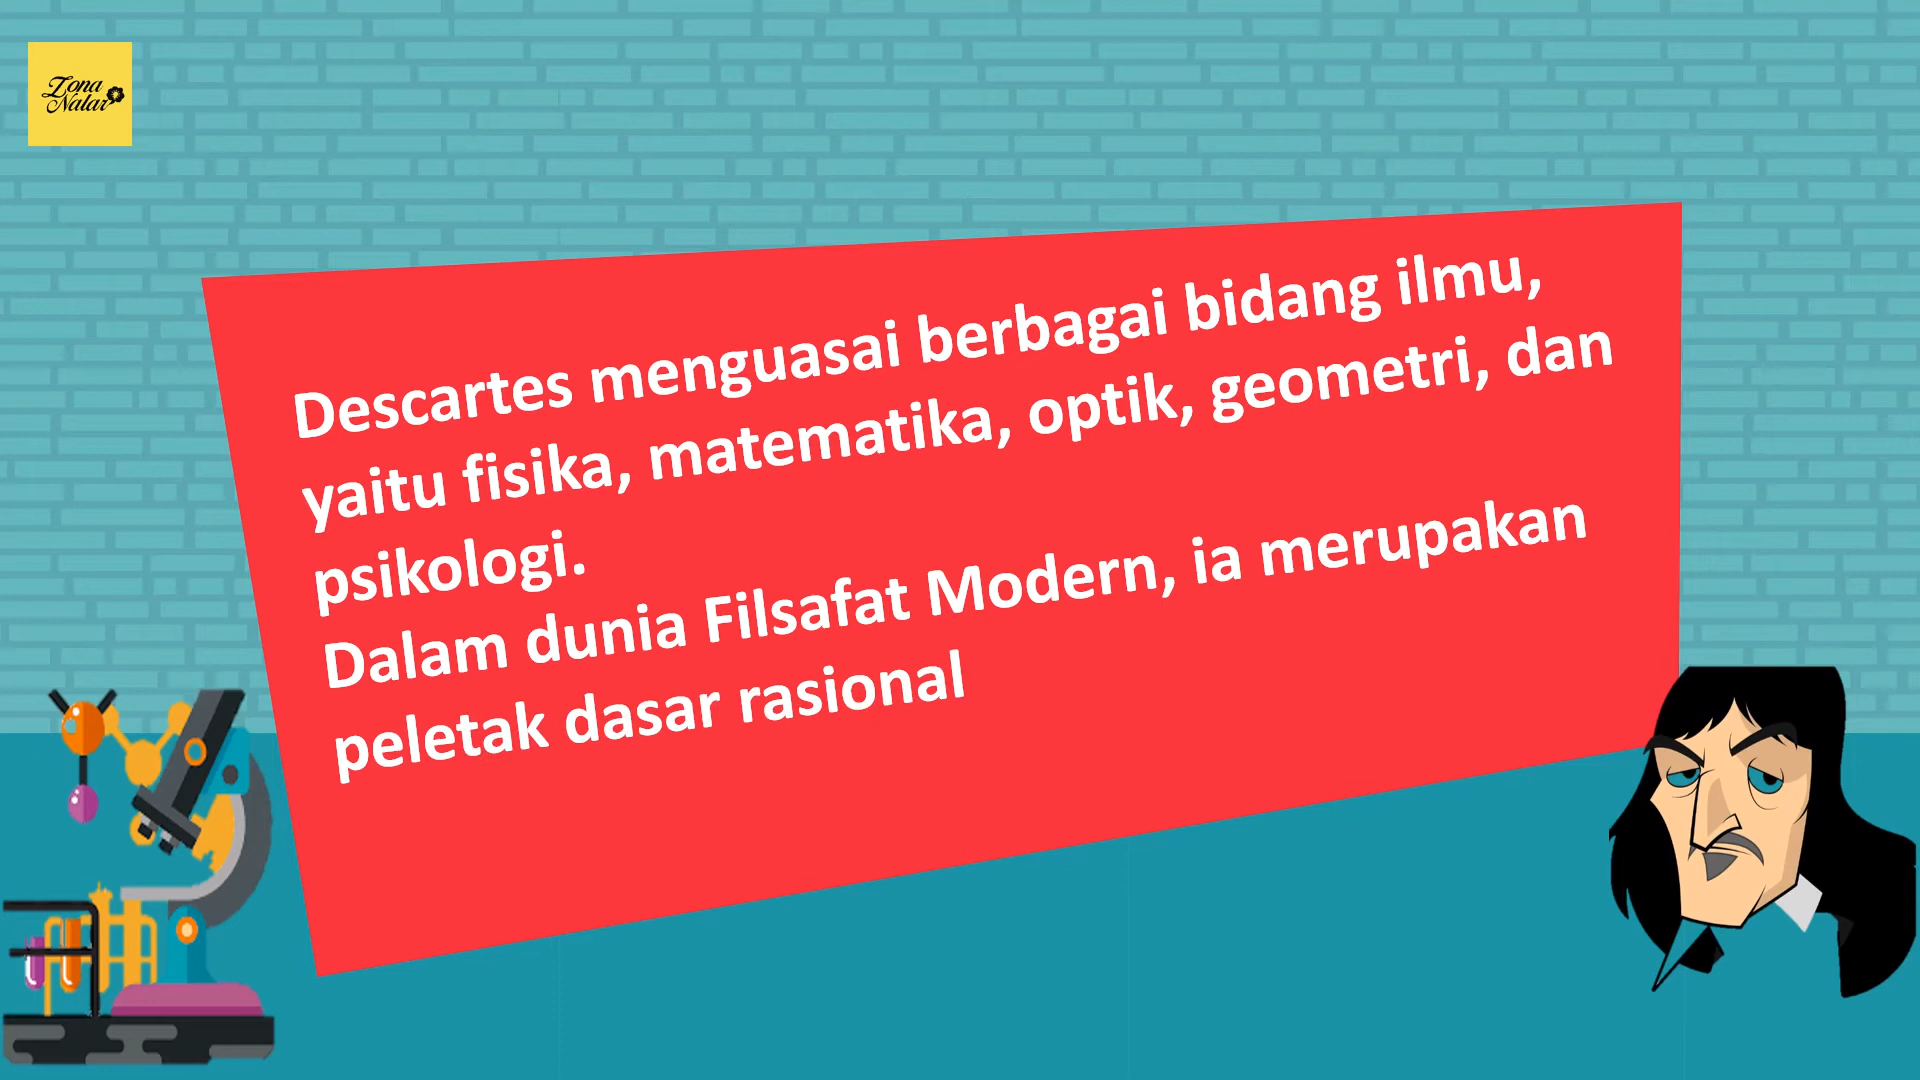 Zona
Nalar
Descartes menguasai berbagai bidang ilmu,
yaitu fisika, matematika, optik, geometri, dan
psikologi.
Dalam dunia Filsafat Modern, ia merupakan
peletak dasar rasional